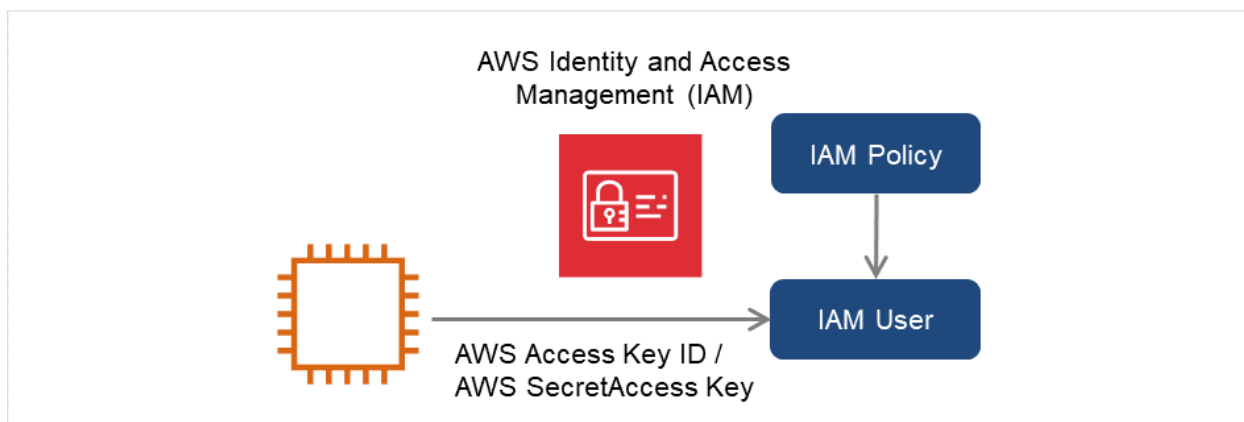 AWS Identity and Access
Management (IAM)
IAM Policy
IAM User
AWS Access Key ID /
AWS SecretAccess Key